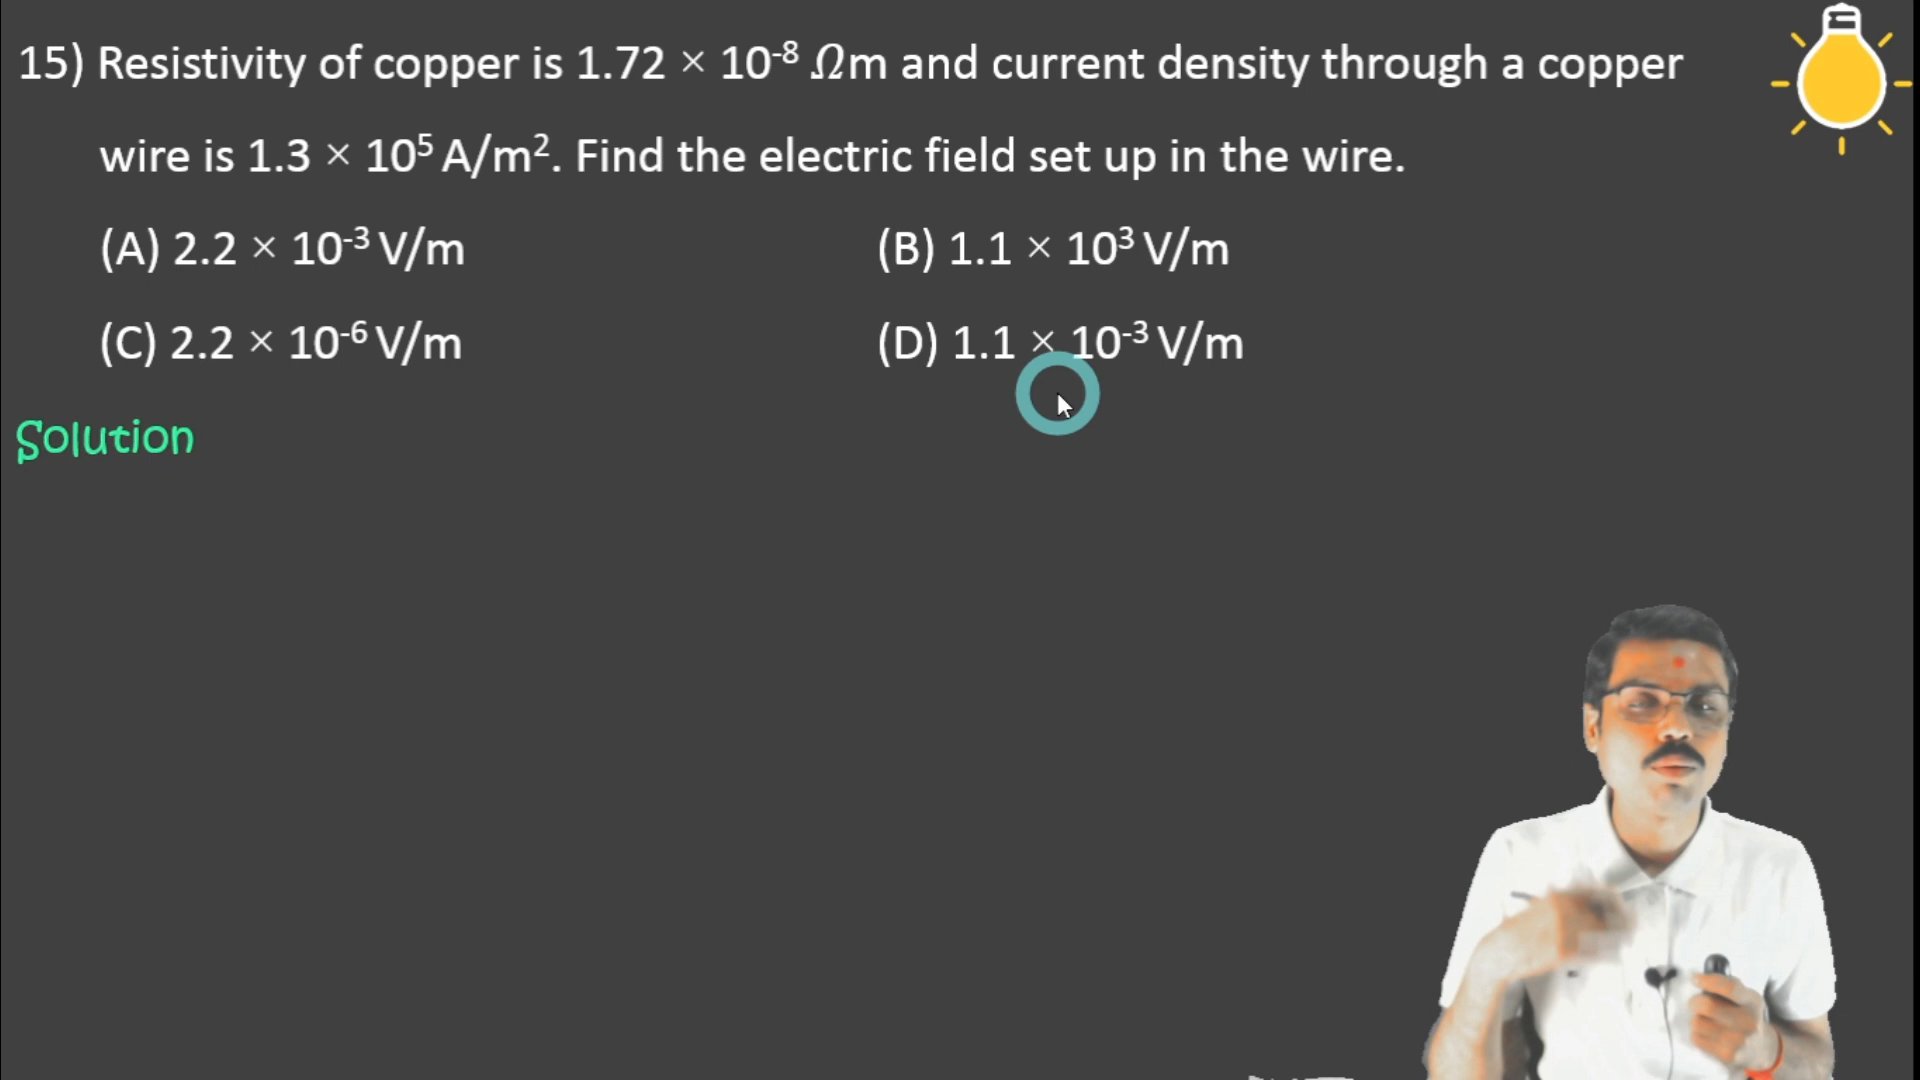 15) Resistivity of copper is 1.72 × 10⁻⁸ Ωm and current density through a copper
wire is 1.3 × 10⁵ A/m². Find the electric field set up in the wire.
(A) 2.2 × 10⁻³ V/m (B) 1.1 × 10³ V/m
(C) 2.2 × 10⁻⁶ V/m (D) 1.1 × 10⁻³ V/m
Solution